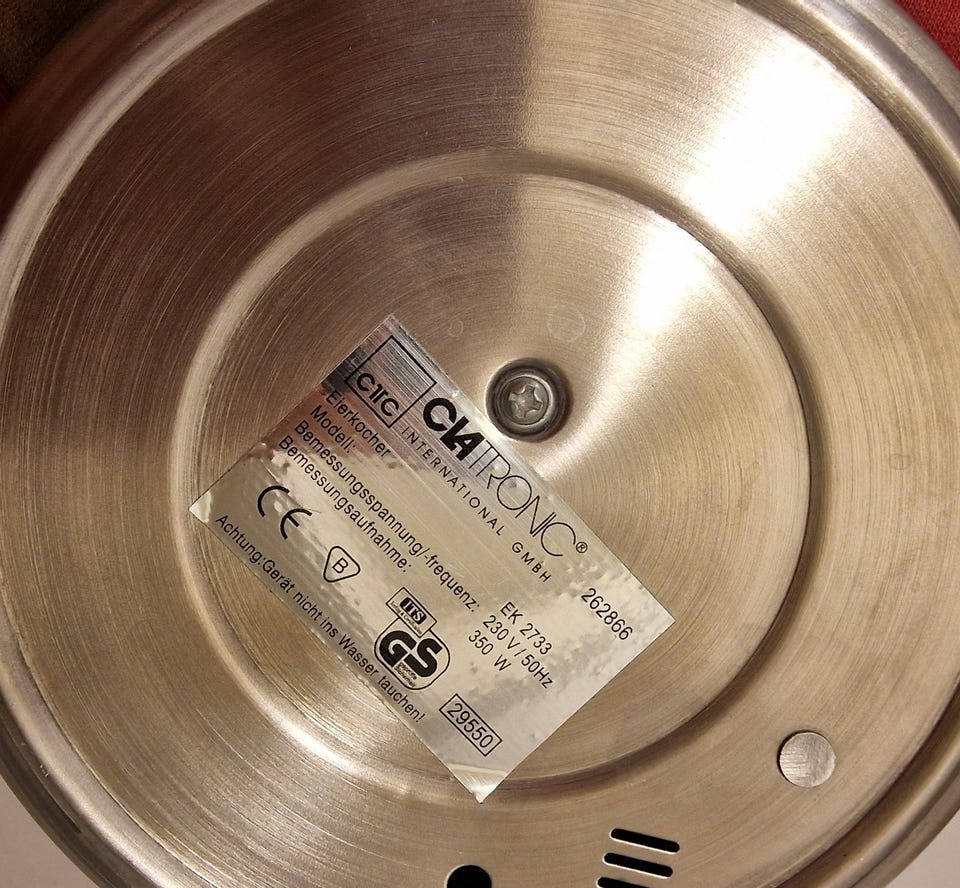 CTC
CLATRONIC®
INTERNATIONAL GMBH
Eierkocher 262866
Modell: EK 2733
Bemessungsspannung/-frequenz: 230 V / 50Hz
Bemessungsaufnahme: 350 W
CE
B
ITS
GS
29550
Achtung:Gerät nicht ins Wasser tauchen!